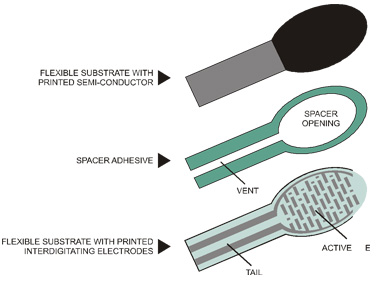 FLEXIBLE SUBSTRATE WITH
PRINTED SEMI-CONDUCTOR
SPACER
OPENING
SPACER ADHESIVE
VENT
FLEXIBLE SUBSTRATE WITH PRINTED
INTERDIGITATING ELECTRODES
ACTIVE E
TAIL